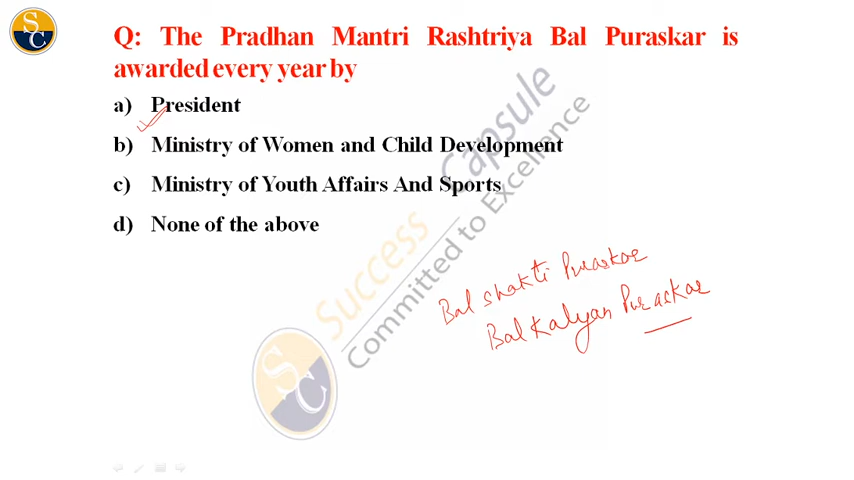 SC
Q: The Pradhan Mantri Rashtriya Bal Puraskar is
awarded every year by
a) President
b) Ministry of Women and Child Development
c) Ministry of Youth Affairs And Sports
d) None of the above
Bal Shakti Puraskar
Bal Kalyan Puraskar
SC
Success Capsule
Committed to Excellence